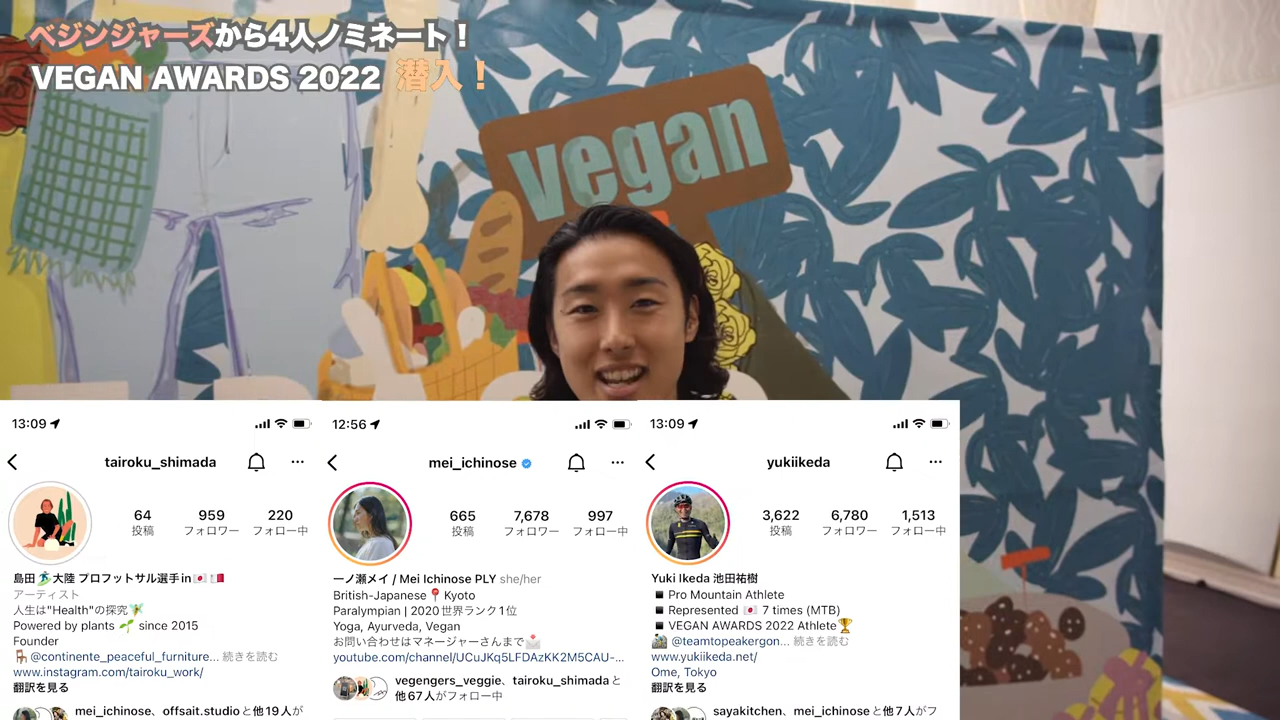 ベジンジャーズから4人ノミネート！
VEGAN AWARDS 2022 潜入！
vegan
13:09
tairoku_shimada
64
959
220
投稿
フォロワー
フォロー中
島田🏄大陸 プロフットサル選手in🇯🇵🇲🇹
アーティスト
人生は"Health"の探究
Powered by plants 🌱 since 2015
Founder
🪑@continente_peaceful_furniture... 続きを読む
www.instagram.com/tairoku_work/
翻訳を見る
mei_ichinose、offsait.studioと他19人が
12:56
mei_ichinose
665
7,678
997
投稿
フォロワー
フォロー中
一ノ瀬メイ / Mei Ichinose PLY she/her
British-Japanese📍Kyoto
Paralympian | 2020世界ランク1位
Yoga, Ayurveda, Vegan
お問い合わせはマネージャーさんまで📩
youtube.com/channel/UCuJKq5LFDAzKK2M5CAU-...
vegengers_veggie、tairoku_shimadaと
他67人がフォロー中
13:09
yukiikeda
3,622
6,780
1,513
投稿
フォロワー
フォロー中
Yuki Ikeda 池田祐樹
◾ Pro Mountain Athlete
◾ Represented 🇯🇵 7 times (MTB)
◾ VEGAN AWARDS 2022 Athlete🏆
🚵 @teamtopeakergon... 続きを読む
www.yukiikeda.net/
Ome, Tokyo
翻訳を見る
sayakitchen、mei_ichinoseと他7人がフ